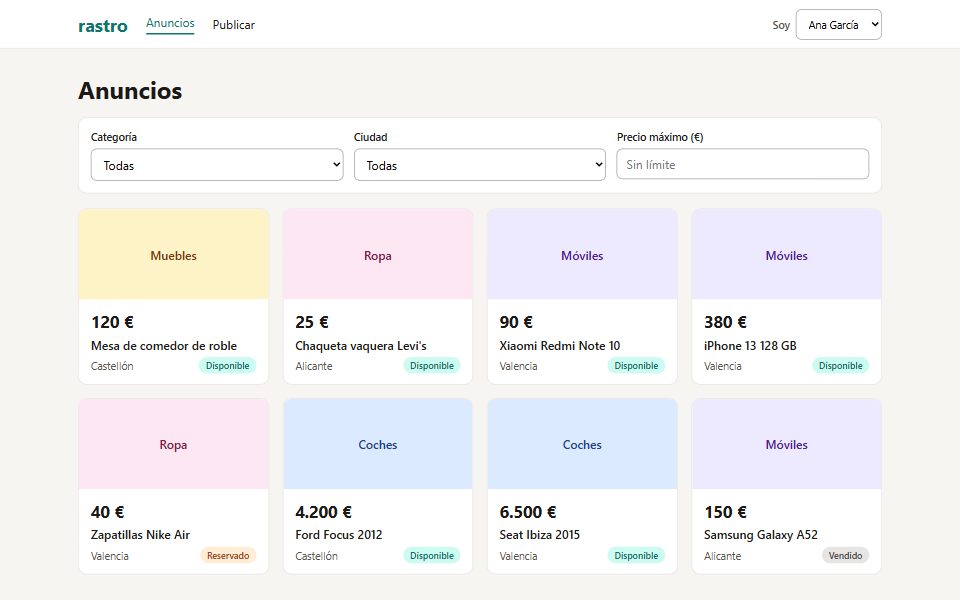 rastro Anuncios Publicar Soy Ana García
Anuncios
Categoría Ciudad Precio máximo (€)
Todas Todas Sin límite
Muebles Ropa Móviles Móviles
120 € 25 € 90 € 380 €
Mesa de comedor de roble Chaqueta vaquera Levi's Xiaomi Redmi Note 10 iPhone 13 128 GB
Castellón Disponible Alicante Disponible Valencia Disponible Valencia Disponible
Ropa Coches Coches Móviles
40 € 4.200 € 6.500 € 150 €
Zapatillas Nike Air Ford Focus 2012 Seat Ibiza 2015 Samsung Galaxy A52
Valencia Reservado Castellón Disponible Valencia Disponible Alicante Vendido